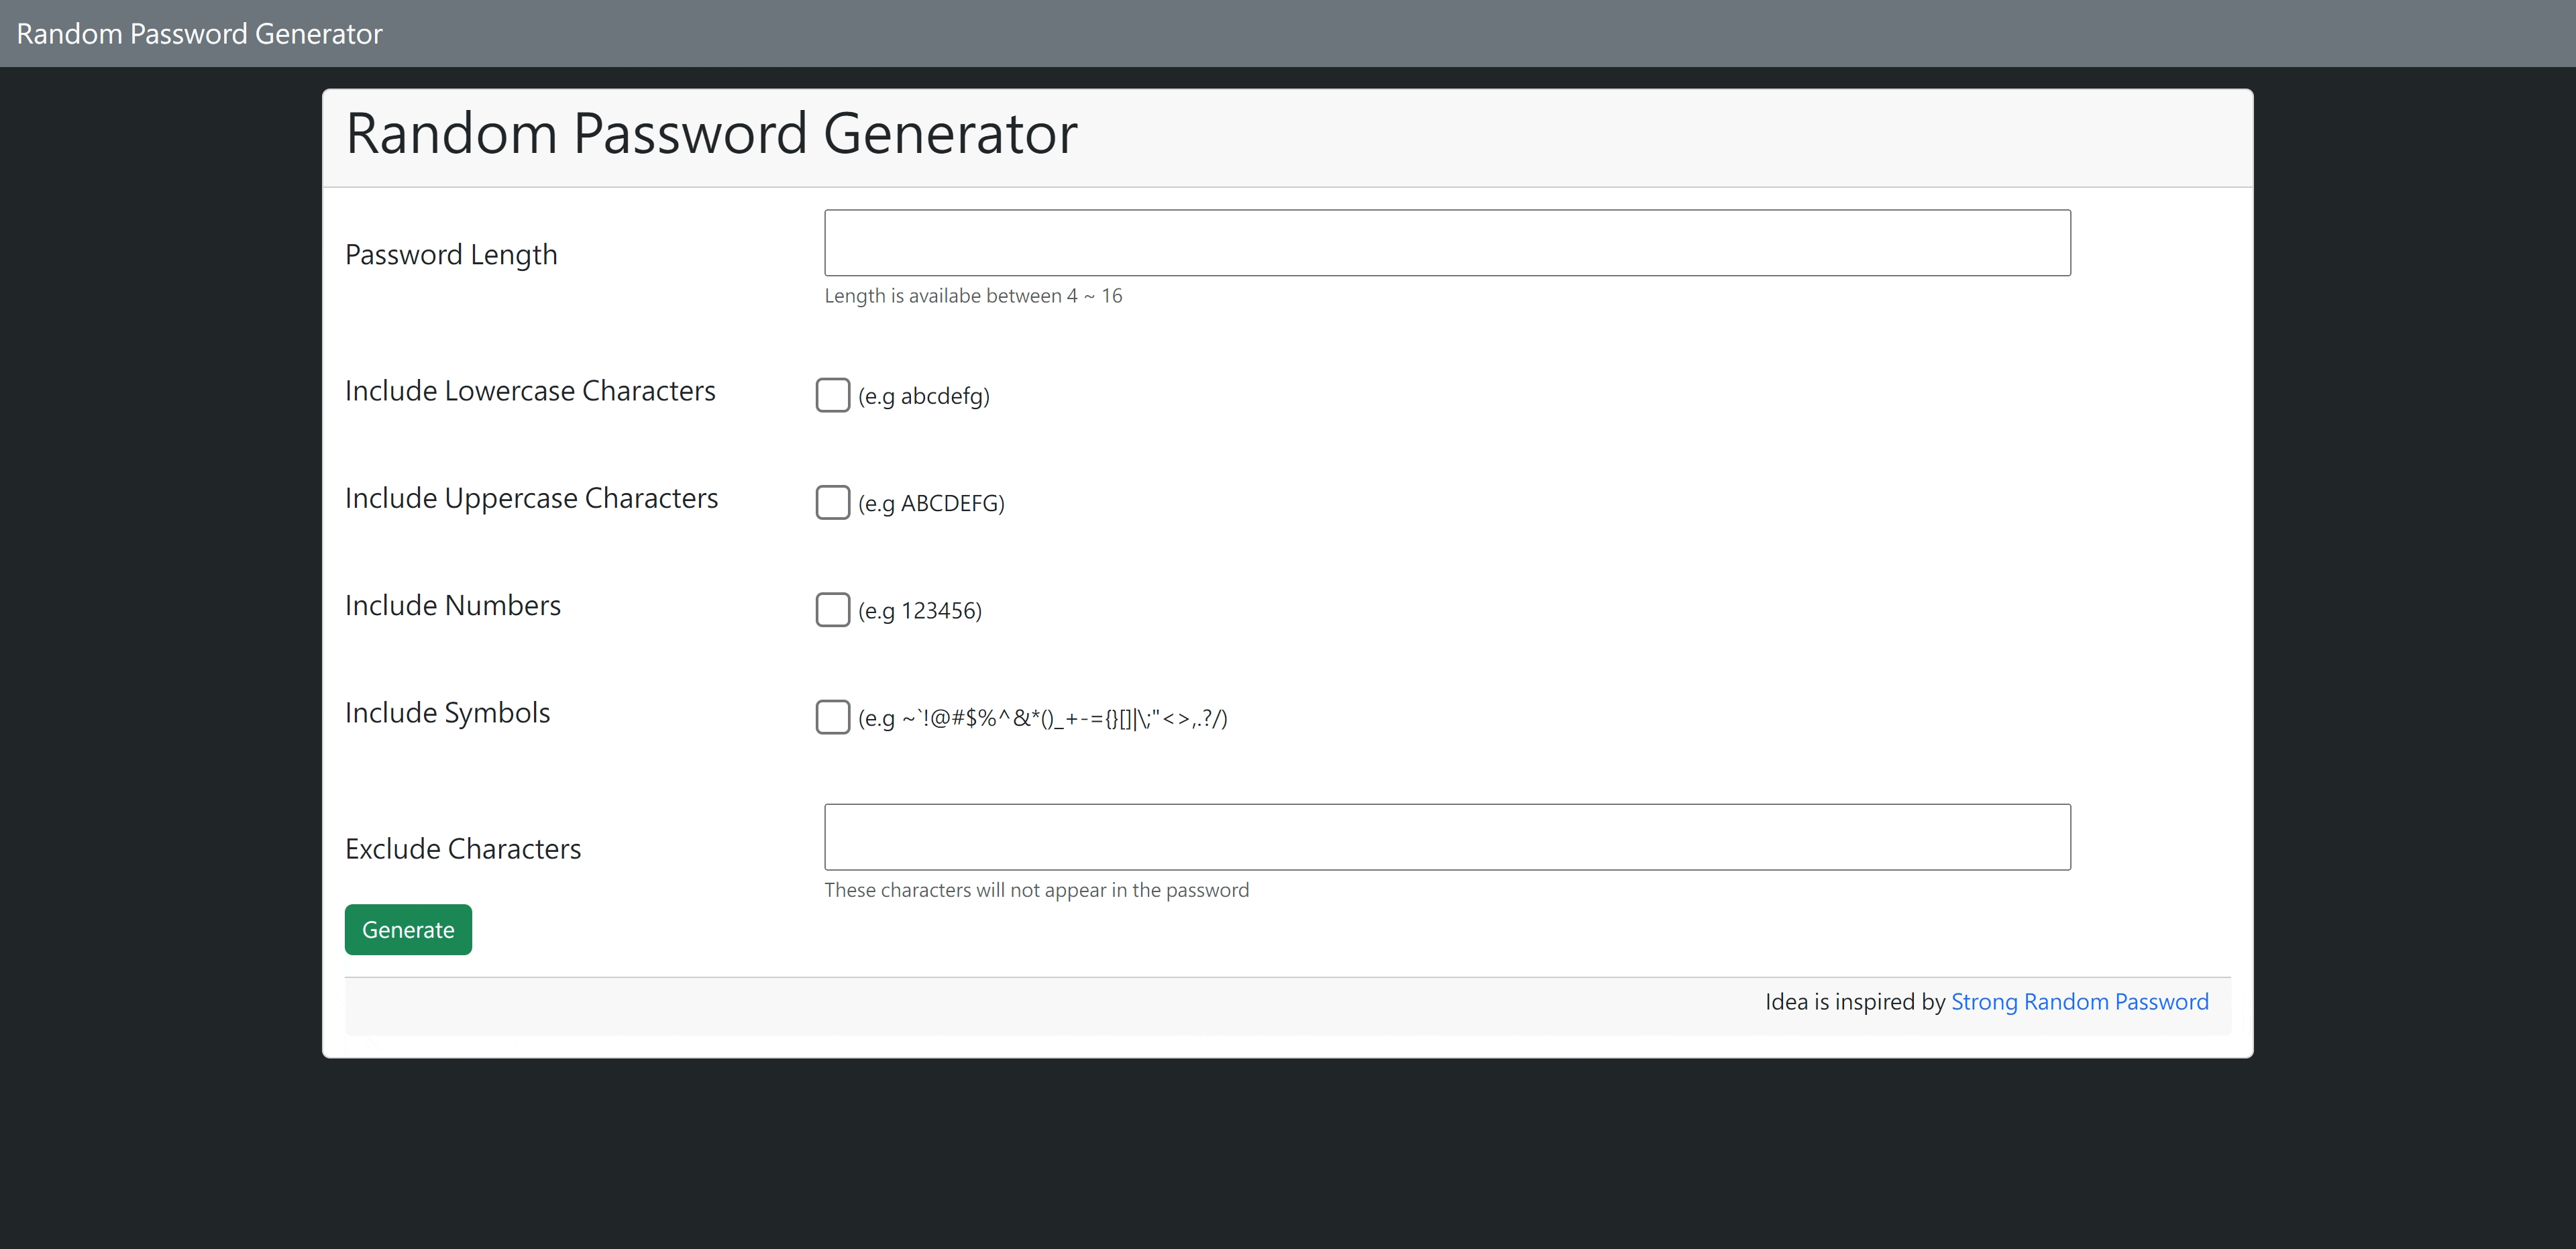 Random Password Generator
Random Password Generator
Password Length
Length is availabe between 4 ~ 16
Include Lowercase Characters (e.g abcdefg)
Include Uppercase Characters (e.g ABCDEFG)
Include Numbers (e.g 123456)
Include Symbols (e.g ~`!@#$%^&*()_+-={}[]|\;"<>,.?/)
Exclude Characters
These characters will not appear in the password
Generate
Idea is inspired by Strong Random Password